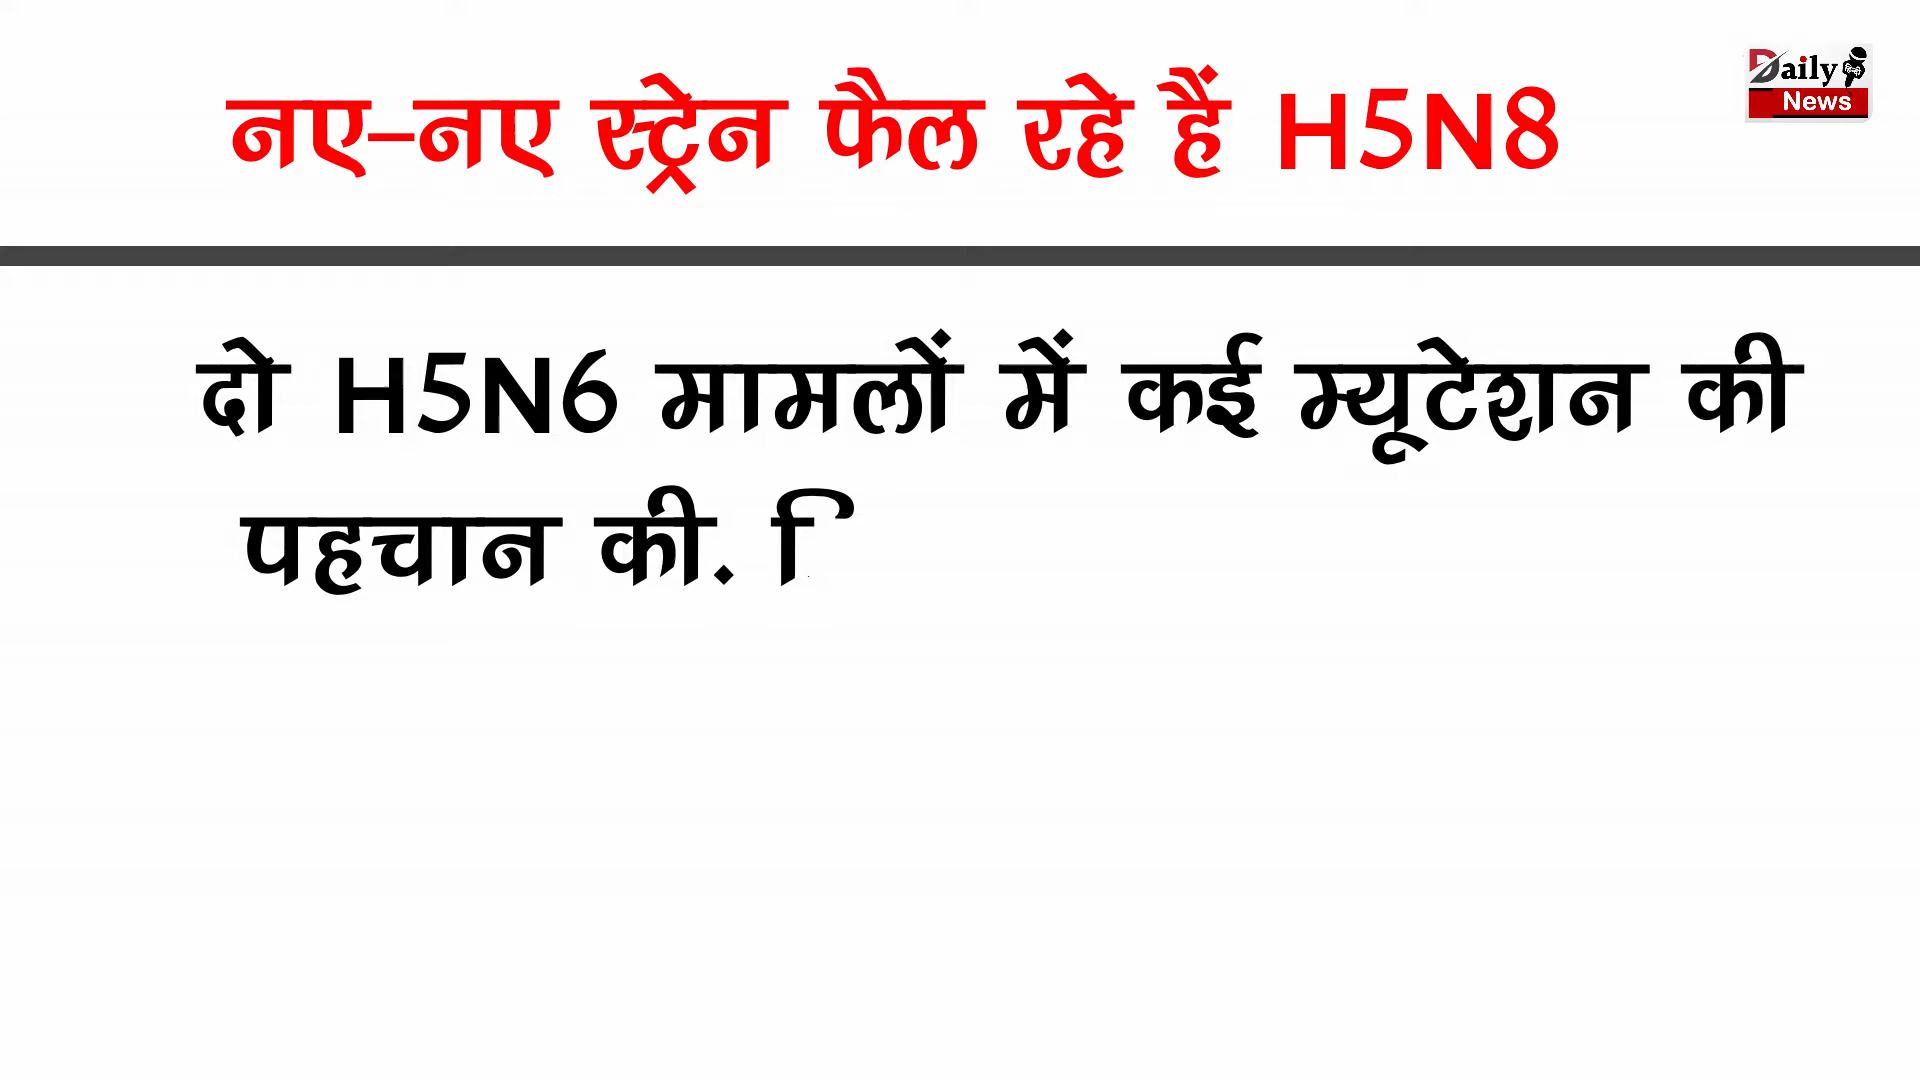 Daily
News
नए-नए स्ट्रेन फैल रहे हैं H5N8
दो H5N6 मामलों में कई म्यूटेशन की
पहचान की. ि